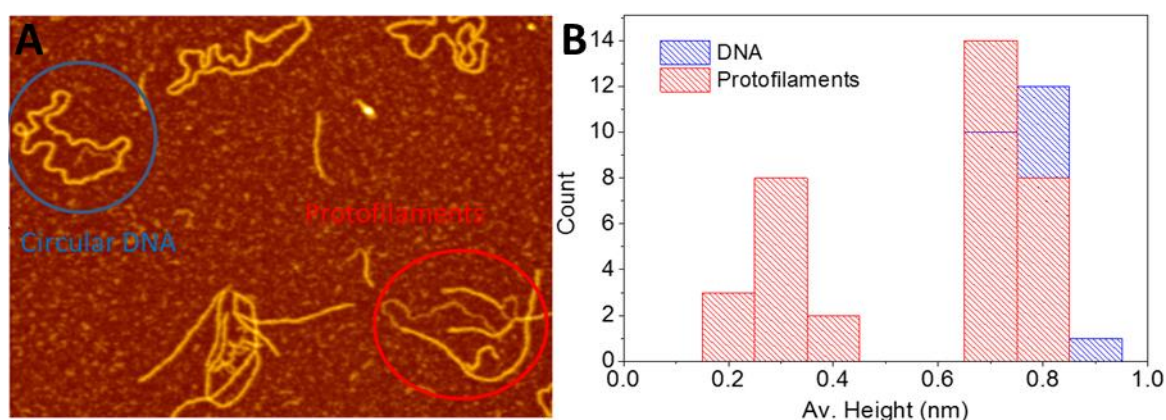 A
Circular DNA
Protofilaments
B
DNA
Protofilaments
Count
14
12
10
8
6
4
2
0
0.0 0.2 0.4 0.6 0.8 1.0
Av. Height (nm)